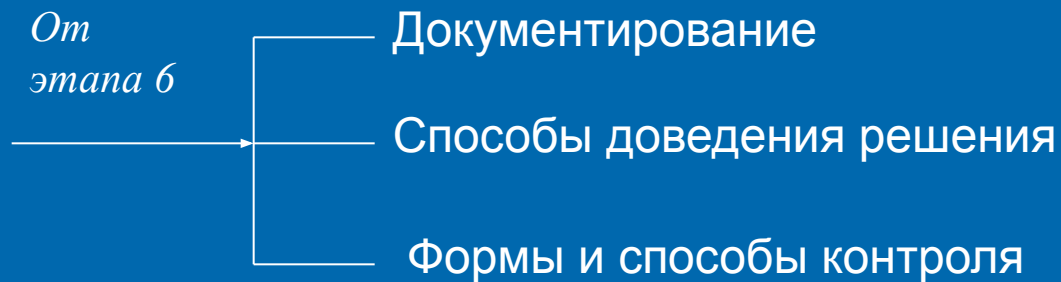 От
этапа 6
Документирование
Способы доведения решения
Формы и способы контроля